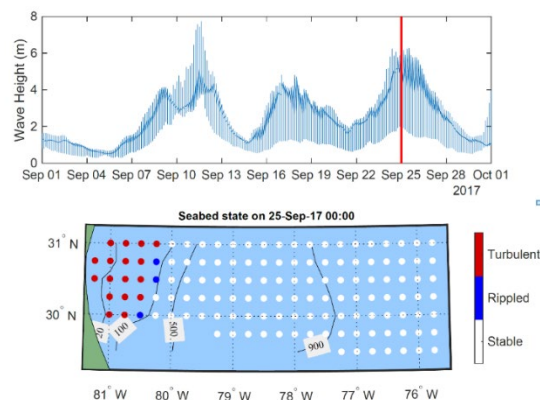 8
6
4
2
0
Wave Height (m)
Sep 01 Sep 04 Sep 07 Sep 10 Sep 13 Sep 16 Sep 19 Sep 22 Sep 25 Sep 28 Oct 01
2017
Seabed state on 25-Sep-17 00:00
31° N
30° N
20
100
500
900
81° W 80° W 79° W 78° W 77° W 76° W
Turbulent
Rippled
Stable